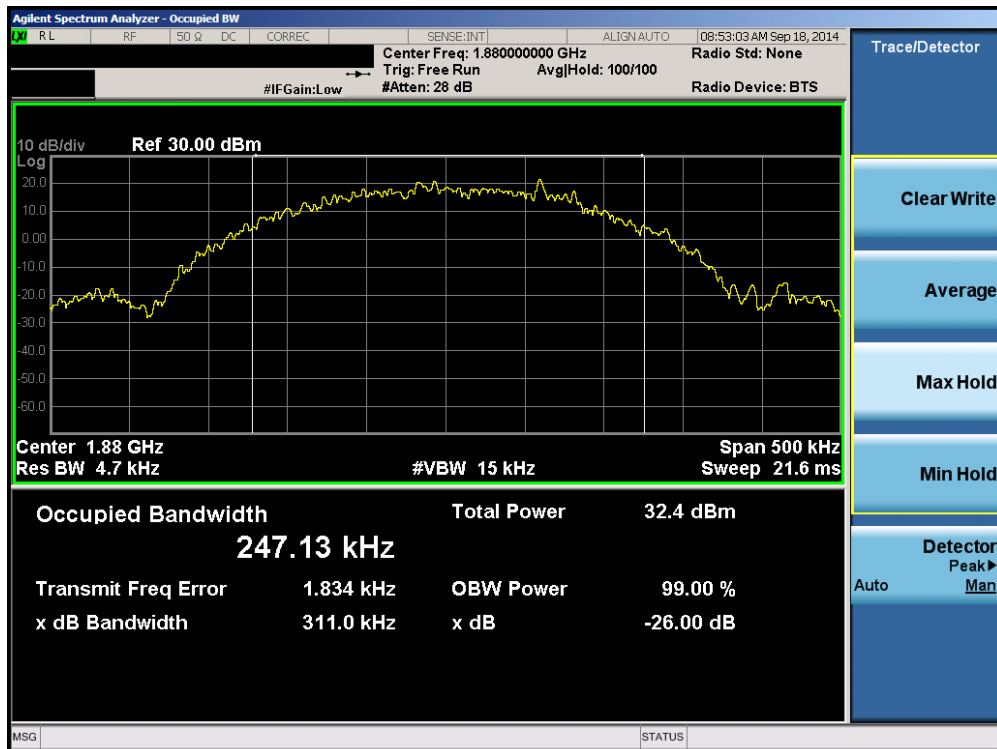 Agilent Spectrum Analyzer - Occupied BW
LXI RL RF 50 Ω DC CORREC SENSE:INT ALIGN AUTO 08:53:03 AM Sep 18, 2014
Center Freq: 1.880000000 GHz Radio Std: None
Trig: Free Run Avg|Hold: 100/100
#IFGain:Low #Atten: 28 dB Radio Device: BTS
10 dB/div Ref 30.00 dBm
Log
20.0
10.0
0.00
-10.0
-20.0
-30.0
-40.0
-50.0
-60.0
Center 1.88 GHz Span 500 kHz
Res BW 4.7 kHz #VBW 15 kHz Sweep 21.6 ms
Occupied Bandwidth Total Power 32.4 dBm
247.13 kHz
Transmit Freq Error 1.834 kHz OBW Power 99.00 %
x dB Bandwidth 311.0 kHz x dB -26.00 dB
Trace/Detector
Clear Write
Average
Max Hold
Min Hold
Detector
Peak▶
Auto Man
MSG STATUS